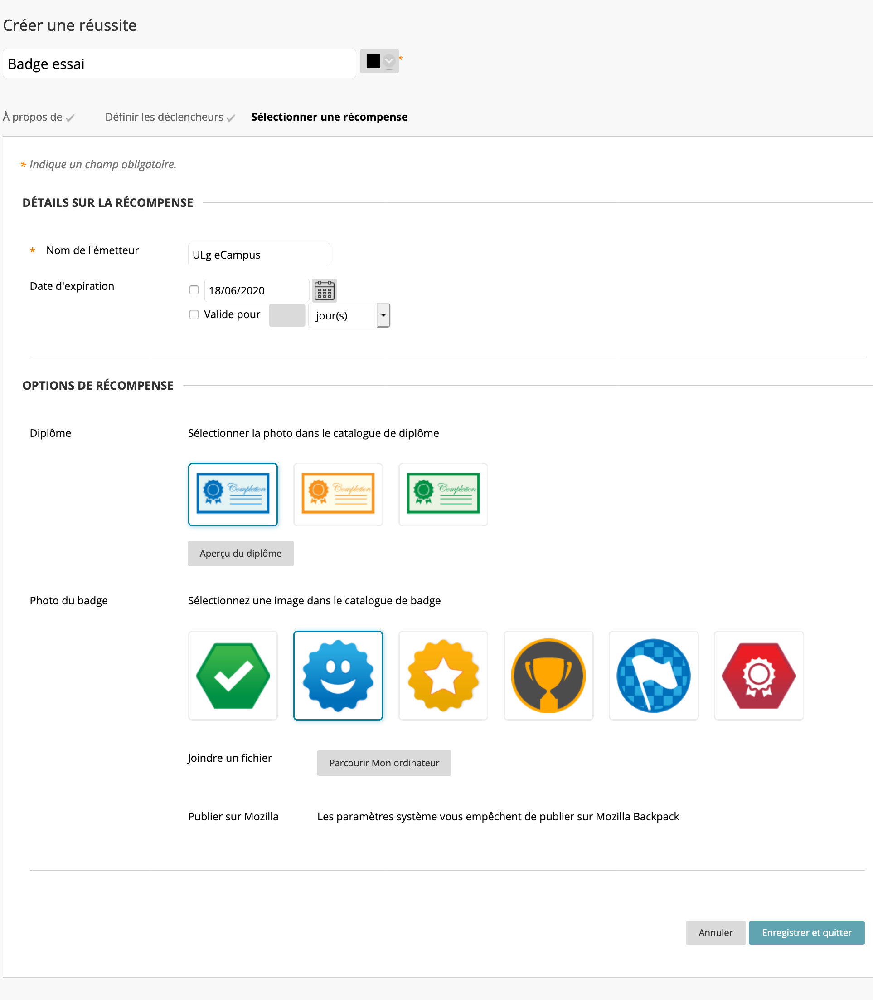 Créer une réussite
Badge essai
*
À propos de
Définir les déclencheurs
Sélectionner une récompense
* Indique un champ obligatoire.
DÉTAILS SUR LA RÉCOMPENSE
* Nom de l'émetteur
ULg eCampus
Date d'expiration
18/06/2020
Valide pour
jour(s)
OPTIONS DE RÉCOMPENSE
Diplôme
Sélectionner la photo dans le catalogue de diplôme
Completion
Completion
Completion
Aperçu du diplôme
Photo du badge
Sélectionnez une image dans le catalogue de badge
Joindre un fichier
Parcourir Mon ordinateur
Publier sur Mozilla
Les paramètres système vous empêchent de publier sur Mozilla Backpack
Annuler
Enregistrer et quitter